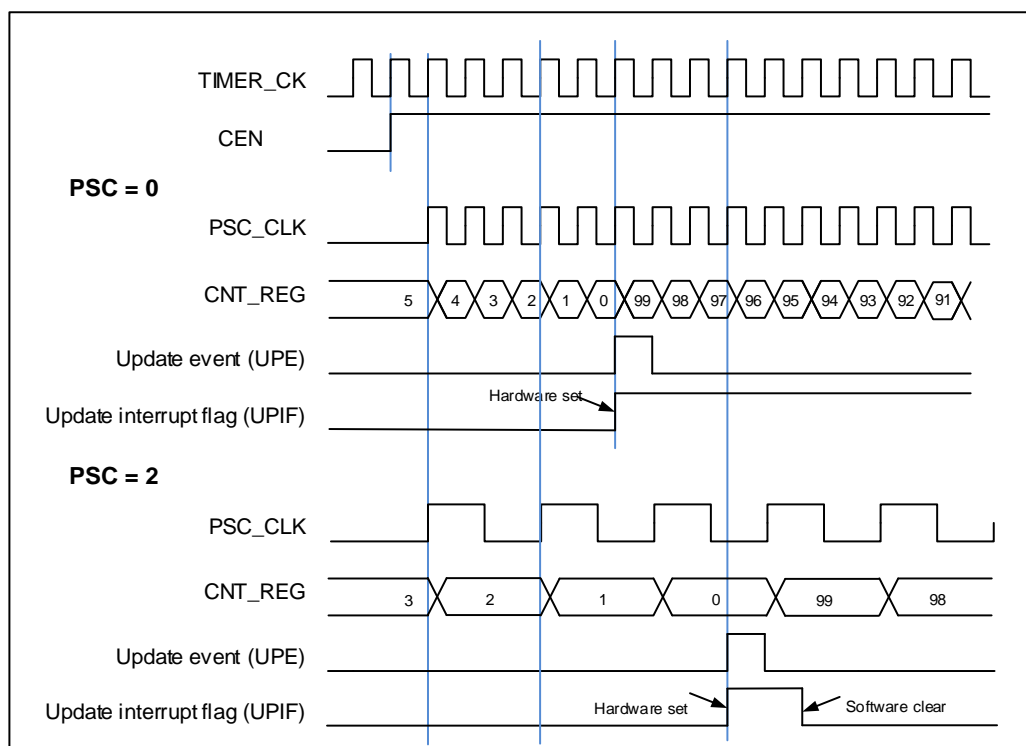 TIMER_CK
CEN
PSC = 0
PSC_CLK
CNT_REG 5 4 3 2 1 0 99 98 97 96 95 94 93 92 91
Update event (UPE)
Hardware set
Update interrupt flag (UPIF)
PSC = 2
PSC_CLK
CNT_REG 3 2 1 0 99 98
Update event (UPE)
Update interrupt flag (UPIF) Hardware set Software clear